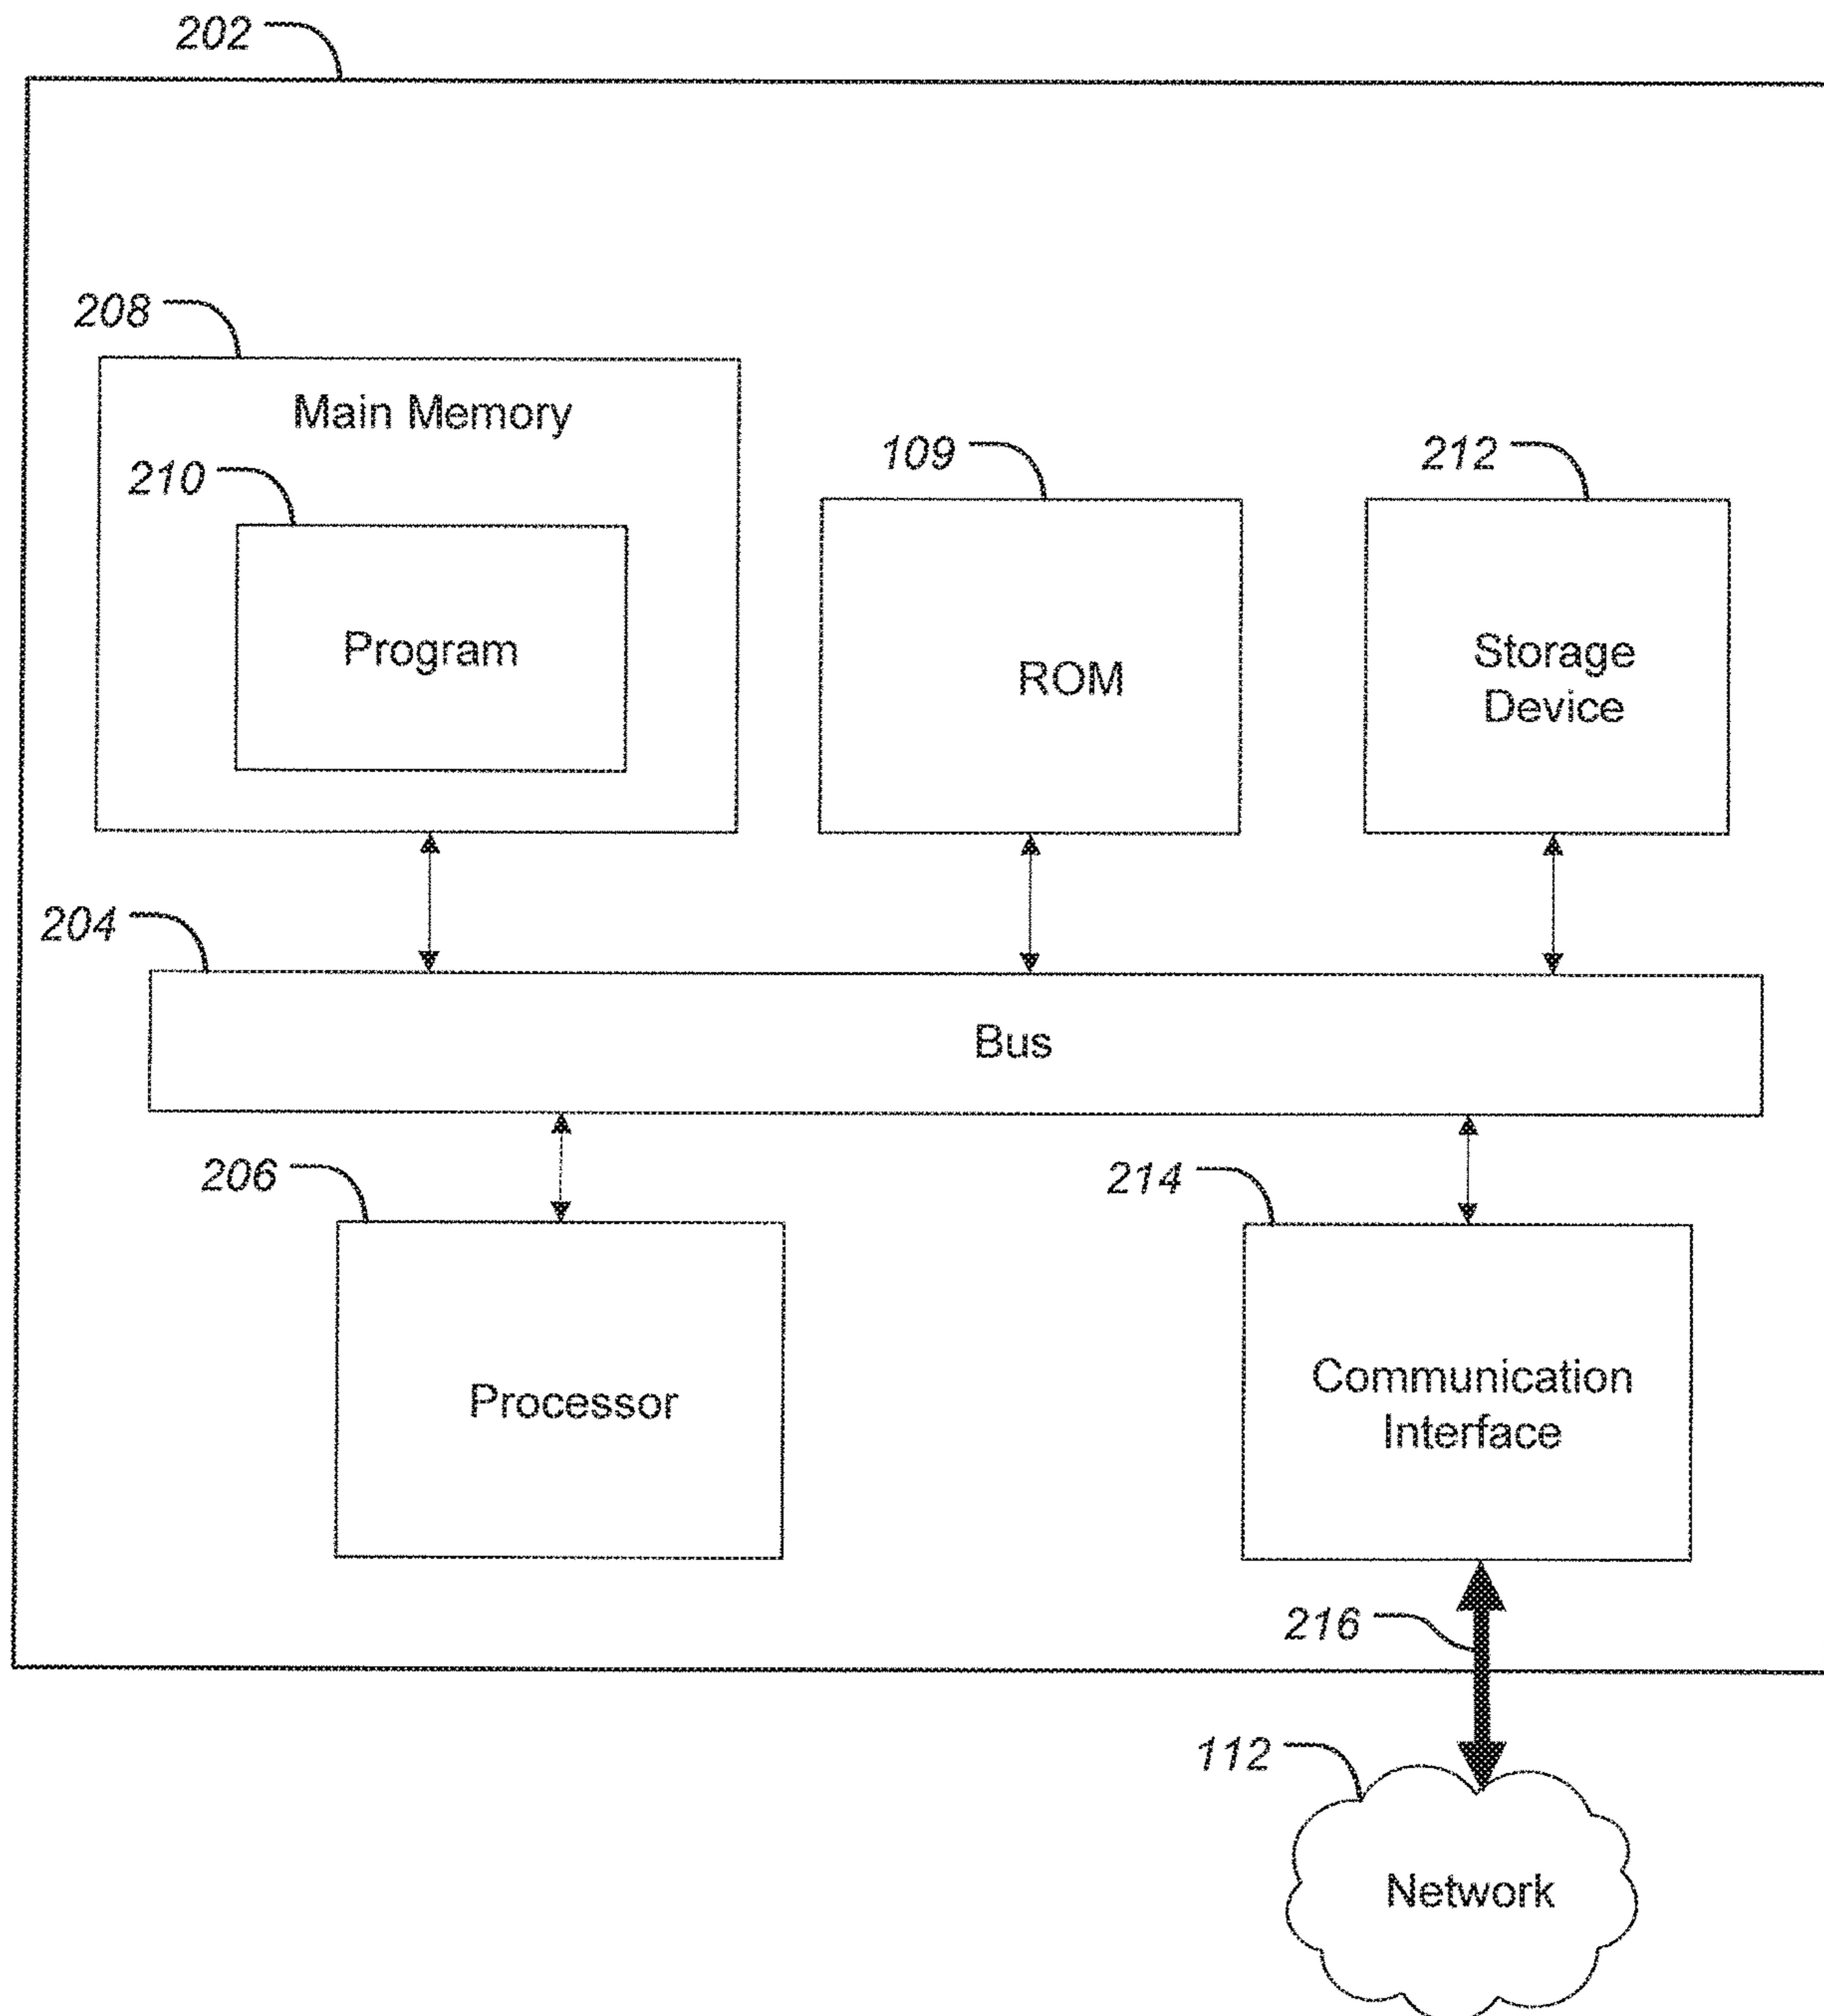 202
208
Main Memory
109
212
210
Program
ROM
Storage
Device
204
Bus
206
214
Processor
Communication
Interface
216
112
Network